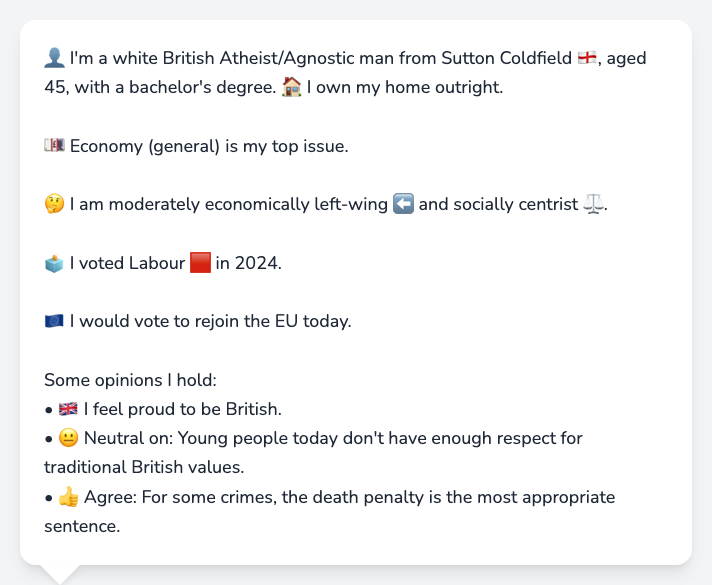 👤 I'm a white British Atheist/Agnostic man from Sutton Coldfield 🏴󠁧󠁢󠁥󠁮󠁧󠁿, aged
45, with a bachelor's degree. 🏠 I own my home outright.
💷 Economy (general) is my top issue.
🤔 I am moderately economically left-wing ⬅️ and socially centrist ⚖️.
🗳️ I voted Labour 🟥 in 2024.
🇪🇺 I would vote to rejoin the EU today.
Some opinions I hold:
• 🇬🇧 I feel proud to be British.
• 😐 Neutral on: Young people today don't have enough respect for
traditional British values.
• 👍 Agree: For some crimes, the death penalty is the most appropriate
sentence.